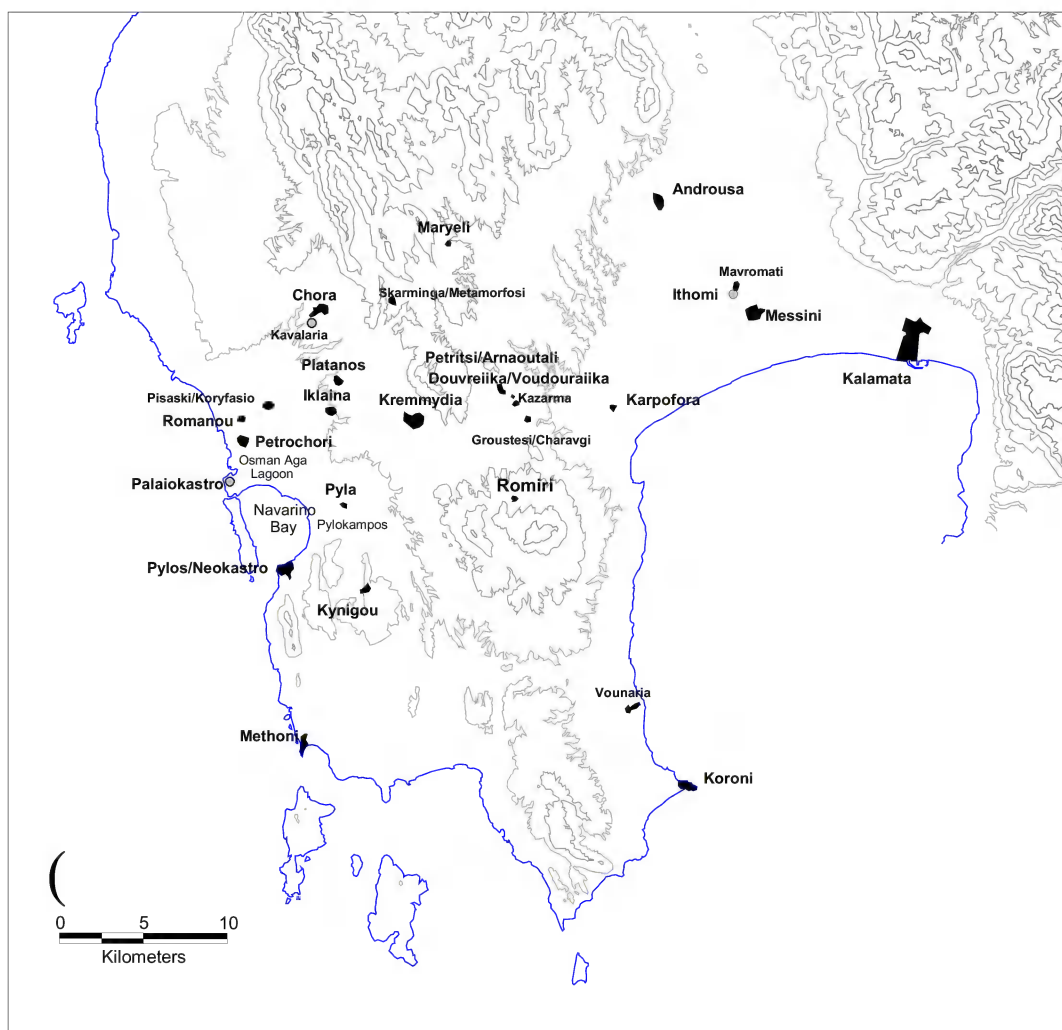 Androusa
Maryeli
Mavromati
Skarminga/Metamorfosi
Ithomi
Chora
Messini
Kavalaria
Petritsi/Arnaoutali
Platanos
Kalamata
Douvreiika/Voudouraiika
Iklaina
Kremmydia
Kazarma
Pisaski/Koryfasio
Karpofora
Romanou
Petrochori
Groustesi/Charavgi
Osman Aga
Lagoon
Palaiokastro
Pyla
Romiri
Navarino
Bay
Pylokampos
Pylos/Neokastro
Kynigou
Vounaria
Methoni
Koroni
(
0 5 10
Kilometers